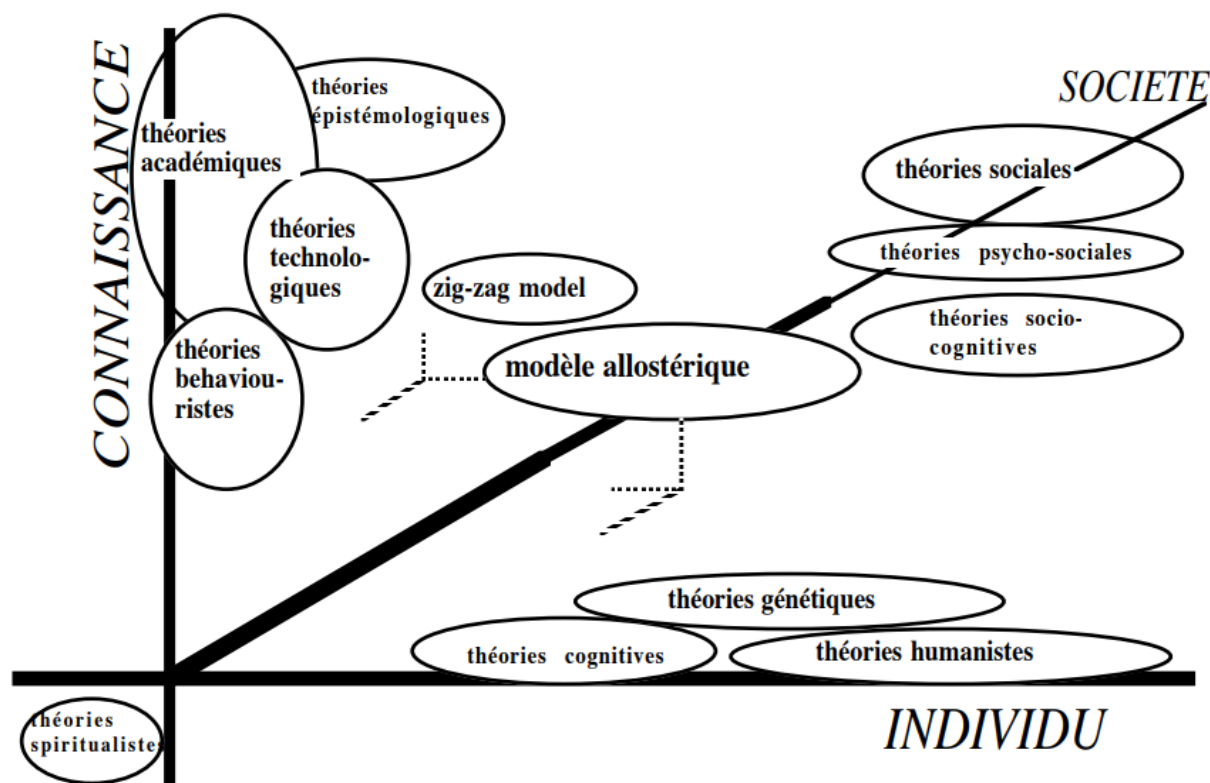 CONNAISSANCE
théories
épistémologiques
théories
académiques
théories
technolo-
giques
théories
behaviou-
ristes
zig-zag model
modèle allostérique
SOCIETE
théories sociales
théories psycho-sociales
théories socio-
cognitives
théories génétiques
théories cognitives
théories humanistes
INDIVIDU
théories
spiritualistes